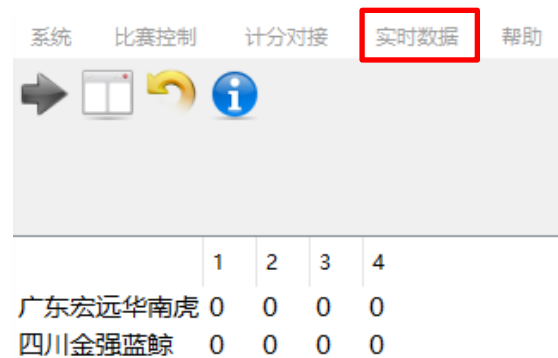 系统 比赛控制 计分对接 实时数据 帮助
1 2 3 4
广东宏远华南虎 0 0 0 0
四川金强蓝鲸 0 0 0 0